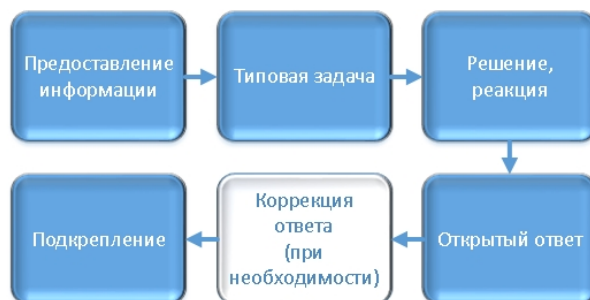 Предоставление
информации
Типовая задача
Решение,
реакция
Открытый ответ
Коррекция
ответа
(при
необходимости)
Подкрепление